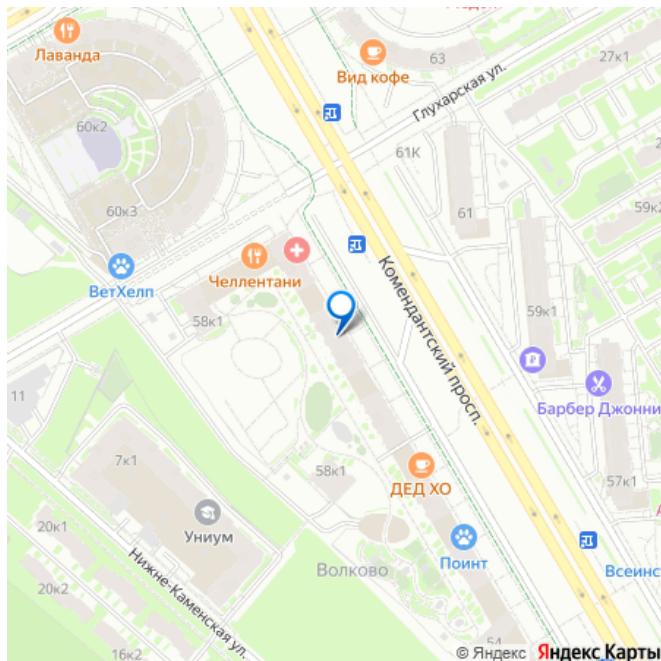 Лаванда
60к2
Вид кофе
63
27к1
Глухарская ул.
61К
61
59к2
60к3
ВетХелп
Челлентани
58к1
Комендантский просп.
59к1
Барбер Джонни
11
7к1
58к1
ДЕД ХО
57к1
20к1
Униум
Поинт
Всеинс
Нижне-Каменская ул.
Волково
20к2
16к2
54
© Яндекс Яндекс Карты